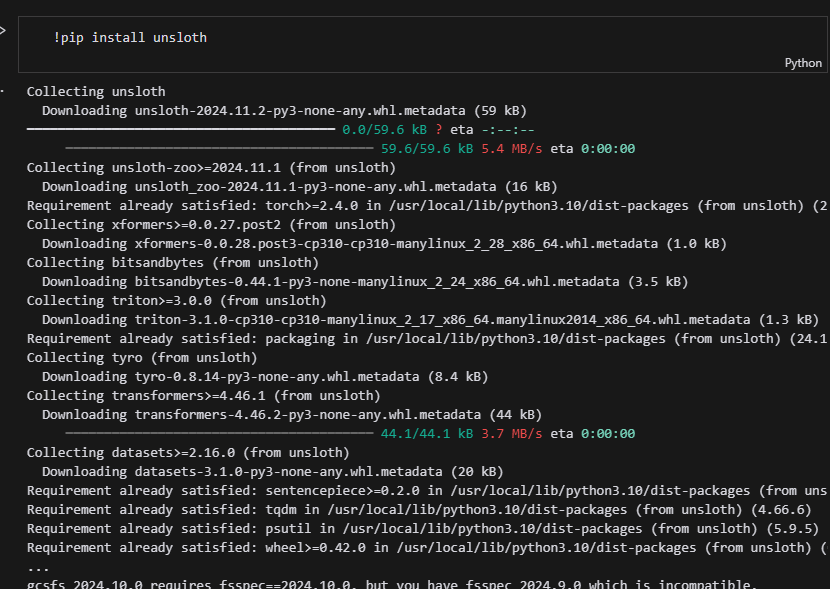 !pip install unsloth
Python
Collecting unsloth
Downloading unsloth-2024.11.2-py3-none-any.whl.metadata (59 kB)
0.0/59.6 kB ? eta -:--:--
59.6/59.6 kB 5.4 MB/s eta 0:00:00
Collecting unsloth-zoo>=2024.11.1 (from unsloth)
Downloading unsloth_zoo-2024.11.1-py3-none-any.whl.metadata (16 kB)
Requirement already satisfied: torch>=2.4.0 in /usr/local/lib/python3.10/dist-packages (from unsloth) (2
Collecting xformers>=0.0.27.post2 (from unsloth)
Downloading xformers-0.0.28.post3-cp310-cp310-manylinux_2_28_x86_64.whl.metadata (1.0 kB)
Collecting bitsandbytes (from unsloth)
Downloading bitsandbytes-0.44.1-py3-none-manylinux_2_24_x86_64.whl.metadata (3.5 kB)
Collecting triton>=3.0.0 (from unsloth)
Downloading triton-3.1.0-cp310-cp310-manylinux_2_17_x86_64.manylinux2014_x86_64.whl.metadata (1.3 kB)
Requirement already satisfied: packaging in /usr/local/lib/python3.10/dist-packages (from unsloth) (24.1
Collecting tyro (from unsloth)
Downloading tyro-0.8.14-py3-none-any.whl.metadata (8.4 kB)
Collecting transformers>=4.46.1 (from unsloth)
Downloading transformers-4.46.2-py3-none-any.whl.metadata (44 kB)
44.1/44.1 kB 3.7 MB/s eta 0:00:00
Collecting datasets>=2.16.0 (from unsloth)
Downloading datasets-3.1.0-py3-none-any.whl.metadata (20 kB)
Requirement already satisfied: sentencepiece>=0.2.0 in /usr/local/lib/python3.10/dist-packages (from uns
Requirement already satisfied: tqdm in /usr/local/lib/python3.10/dist-packages (from unsloth) (4.66.6)
Requirement already satisfied: psutil in /usr/local/lib/python3.10/dist-packages (from unsloth) (5.9.5)
Requirement already satisfied: wheel>=0.42.0 in /usr/local/lib/python3.10/dist-packages (from unsloth) (
...
gcsfs 2024.10.0 requires fsspec==2024.10.0, but you have fsspec 2024.9.0 which is incompatible.